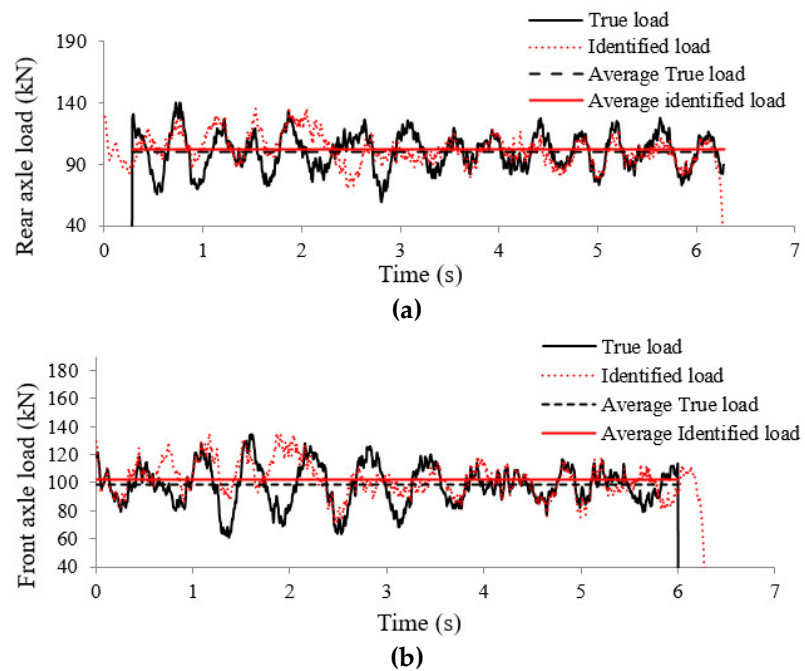 True load
Identified load
Average True load
Average identified load
Rear axle load (kN)
190
140
90
40
0 1 2 3 4 5 6 7
Time (s)
(a)
True load
Identified load
Average True load
Average Identified load
Front axle load (kN)
180
160
140
120
100
80
60
40
0 1 2 3 4 5 6 7
Time (s)
(b)